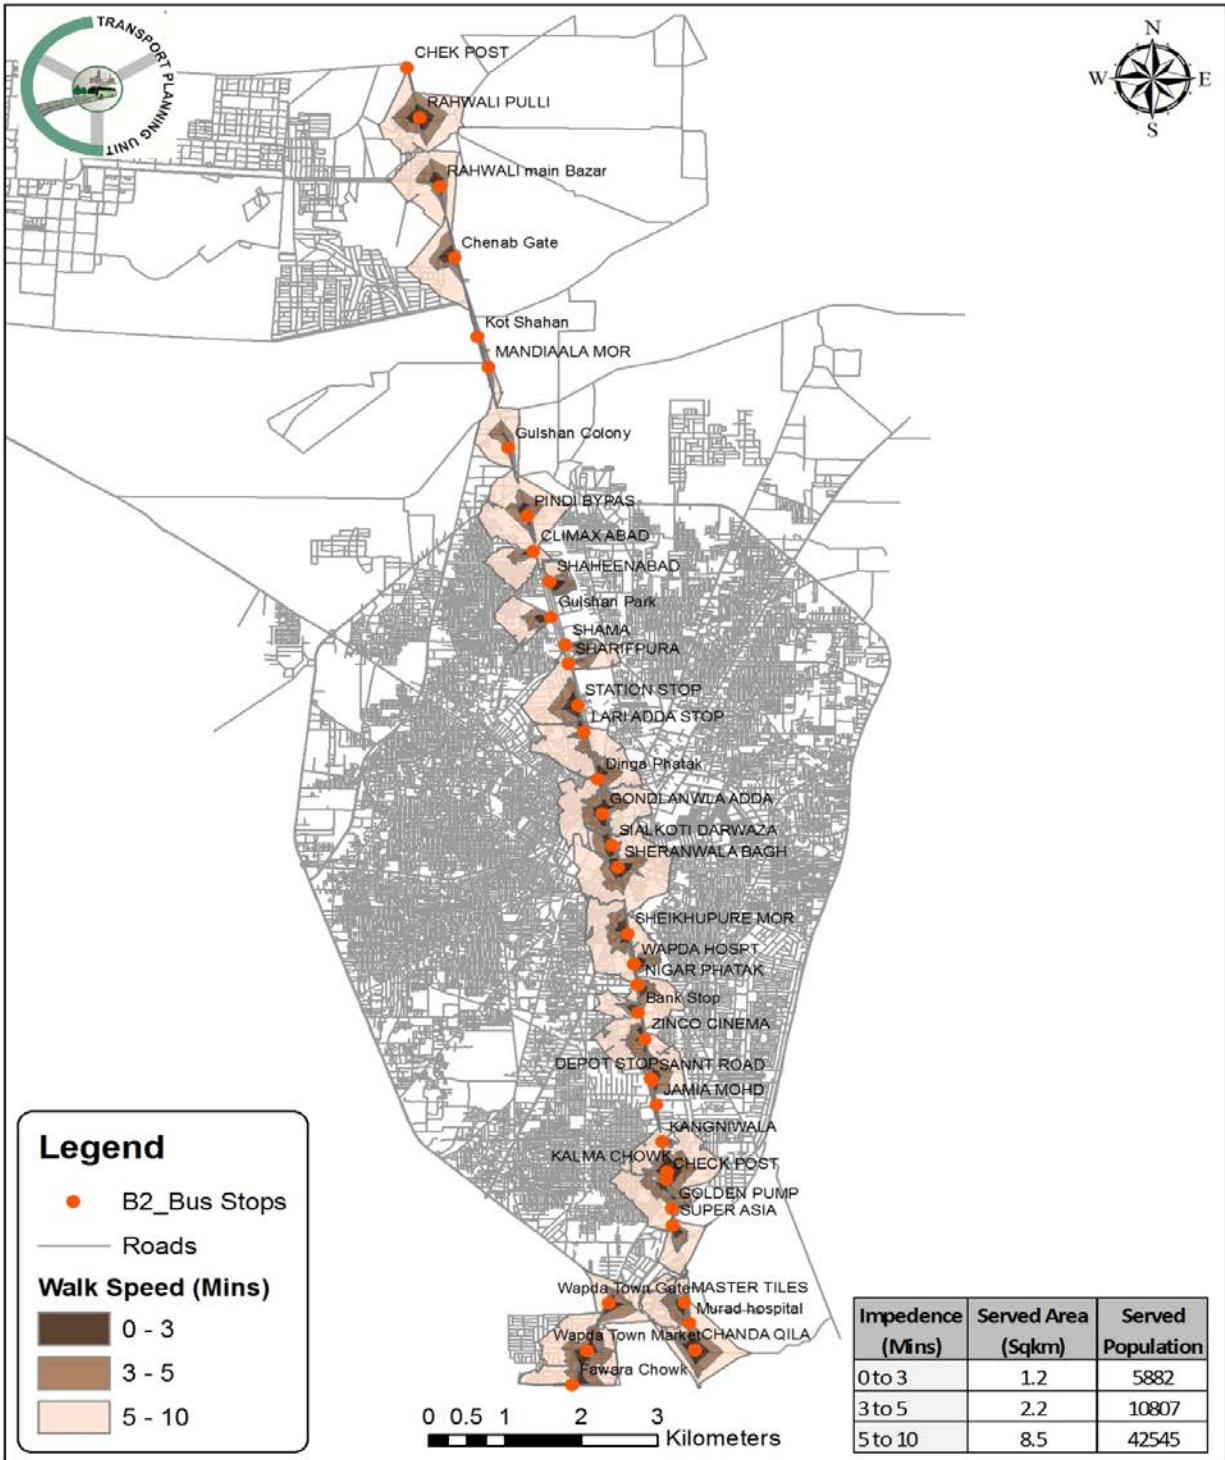 TRANSPORT PLANNING UNIT
N
W E
S
CHEK POST
RAHWALI PULLI
RAHWALI main Bazar
Chenab Gate
Kot Shahan
MANDIAALA MOR
Gulshan Colony
PINDI BYPAS
CLIMAX ABAD
SHAHEENABAD
Gulshan Park
SHAMA
SHARIFPURA
STATION STOP
LARI ADDA STOP
Dinga Phatak
GONDLANWLA ADDA
SIALKOTI DARWAZA
SHERANWALA BAGH
SHEIKHUPURE MOR
WAPDA HOSPT
NIGAR PHATAK
Bank Stop
ZINCO CINEMA
DEPOT STOPSANNT ROAD
JAMIA MOHD
KANGNIWALA
KALMA CHOWK
CHECK POST
GOLDEN PUMP
SUPER ASIA
Wapda Town Gate MASTER TILES
Murad hospital
Wapda Town Market CHANDA QILA
Fawara Chowk
Legend
B2_Bus Stops
Roads
Walk Speed (Mins)
0 - 3
3 - 5
5 - 10
0 0.5 1 2 3
Kilometers
Impedence (Mins) Served Area (Sqkm) Served Population
0 to 3 1.2 5882
3 to 5 2.2 10807
5 to 10 8.5 42545